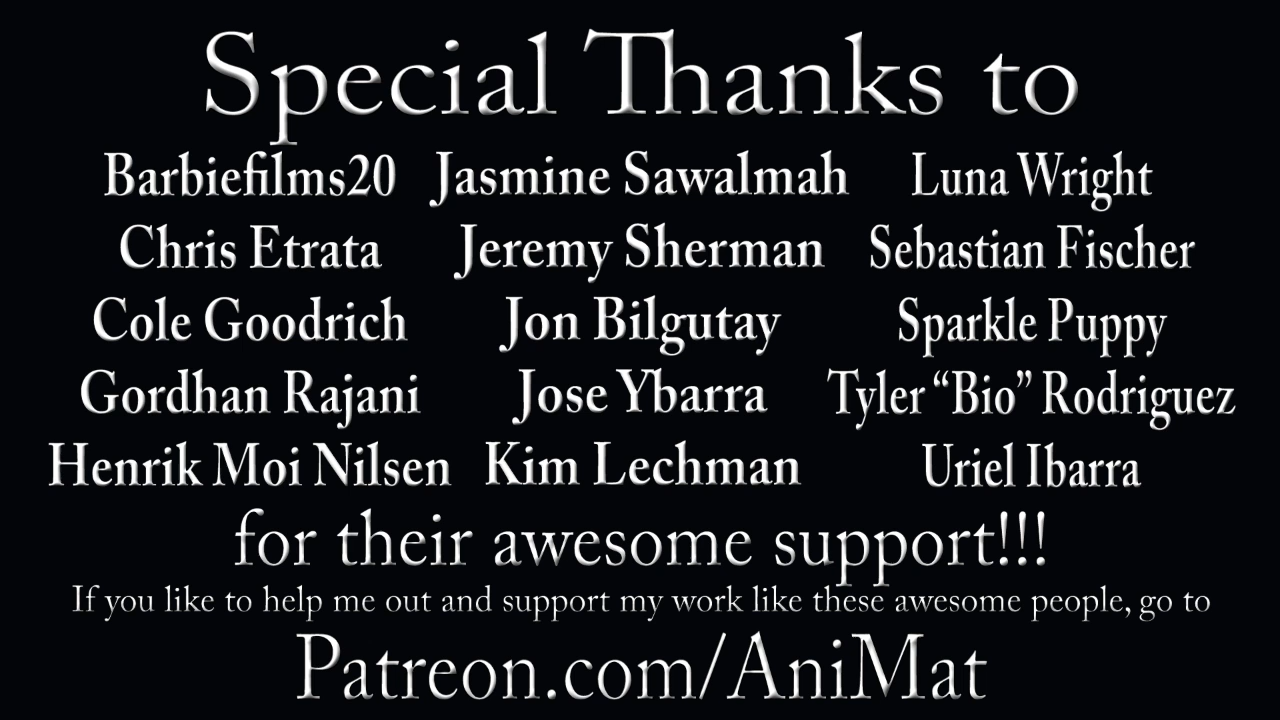 Special Thanks to
Barbiefilms20 Jasmine Sawalmah Luna Wright
Chris Etrata Jeremy Sherman Sebastian Fischer
Cole Goodrich Jon Bilgutay Sparkle Puppy
Gordhan Rajani Jose Ybarra Tyler “Bio” Rodriguez
Henrik Moi Nilsen Kim Lechman Uriel Ibarra
for their awesome support!!!
If you like to help me out and support my work like these awesome people, go to
Patreon.com/AniMat